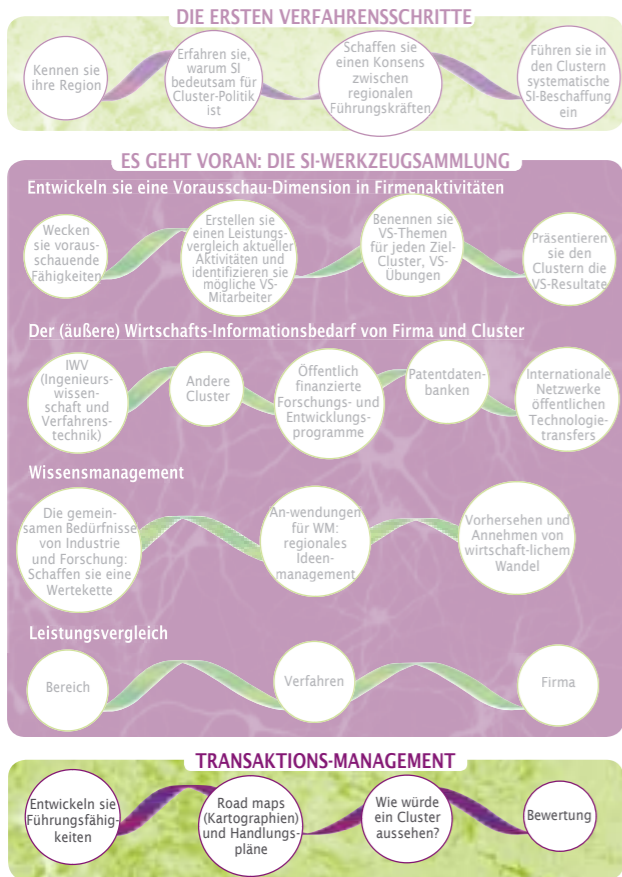 DIE ERSTEN VERFAHRENSSCHRITTE
Kennen sie
ihre Region
Erfahren sie,
warum SI
bedeutsam für
Cluster-Politik
ist
Schaffen sie
einen Konsens
zwischen
regionalen
Führungskräften
Führen sie in
den Clustern
systematische
SI-Beschaffung
ein
ES GEHT VORAN: DIE SI-WERKZEUGSAMMLUNG
Entwickeln sie eine Vorausschau-Dimension in Firmenaktivitäten
Wecken
sie voraus-
schauende
Fähigkeiten
Erstellen sie
einen Leistungs-
vergleich aktueller
Aktivitäten und
identifizieren sie
mögliche VS-
Mitarbeiter
Benennen sie
VS-Themen
für jeden Ziel-
Cluster, VS-
Übungen
Präsentieren
sie den
Clustern die
VS-Resultate
Der (äußere) Wirtschafts-Informationsbedarf von Firma und Cluster
IWV
(Ingenieurs-
wissen-
schaft und
Verfahrens-
technik)
Andere
Cluster
Öffentlich
finanzierte
Forschungs- und
Entwicklungs-
programme
Patentdaten-
banken
Internationale
Netzwerke
öffentlichen
Technologie-
transfers
Wissensmanagement
Die gemein-
samen Bedürfnisse
von Industrie
und Forschung:
Schaffen sie eine
Wertekette
An-wendungen
für WM:
regionales
Ideen-
management
Vorhersehen und
Annehmen von
wirtschaft-lichem
Wandel
Leistungsvergleich
Bereich
Verfahren
Firma
TRANSAKTIONS-MANAGEMENT
Entwickeln sie
Führungsfähig-
keiten
Road maps
(Kartographien)
und Handlungs-
pläne
Wie würde
ein Cluster
aussehen?
Bewertung